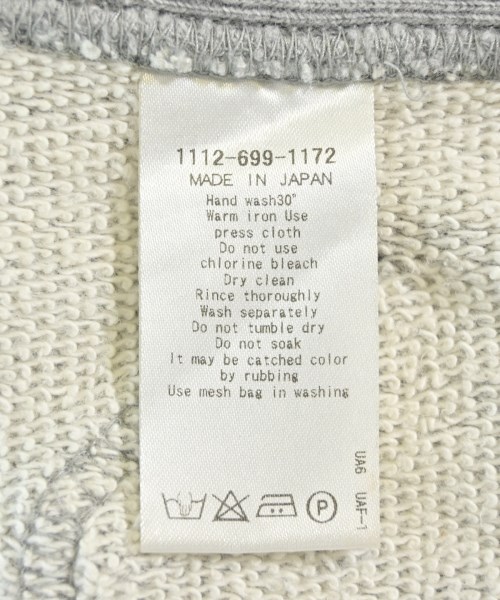 1112-699-1172
MADE IN JAPAN
Hand wash30°
Warm iron Use
press cloth
Do not use
chlorine bleach
Dry clean
Rince thoroughly
Wash separately
Do not tumble dry
Do not soak
It may be catched color
by rubbing
Use mesh bag in washing
UA6 UAF-1
P